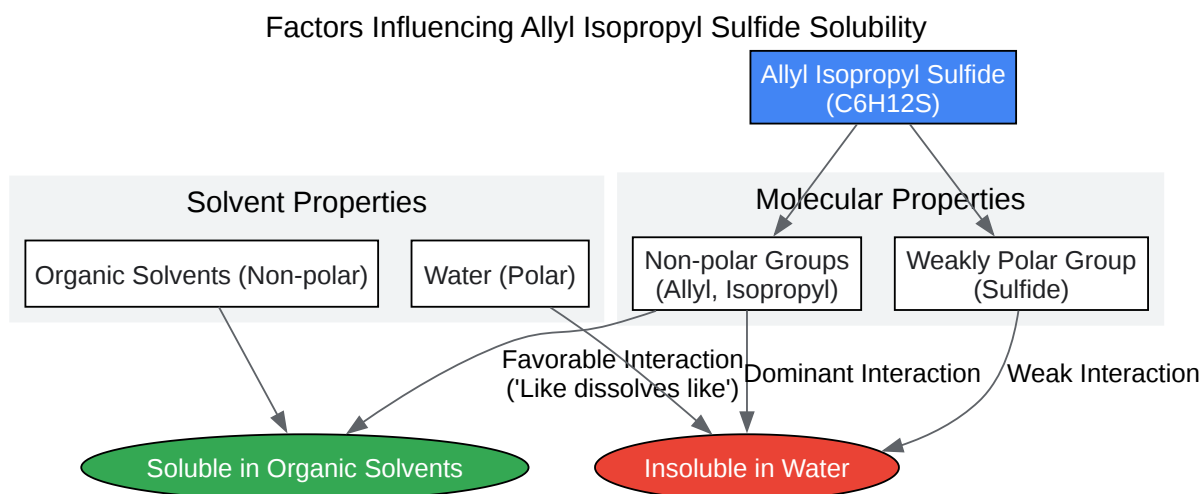 Factors Influencing Allyl Isopropyl Sulfide Solubility
Allyl Isopropyl Sulfide
(C6H12S)
Solvent Properties
Molecular Properties
Organic Solvents (Non-polar)
Water (Polar)
Non-polar Groups
(Allyl, Isopropyl)
Weakly Polar Group
(Sulfide)
Favorable Interaction
('Like dissolves like')
Dominant Interaction
Weak Interaction
Soluble in Organic Solvents
Insoluble in Water